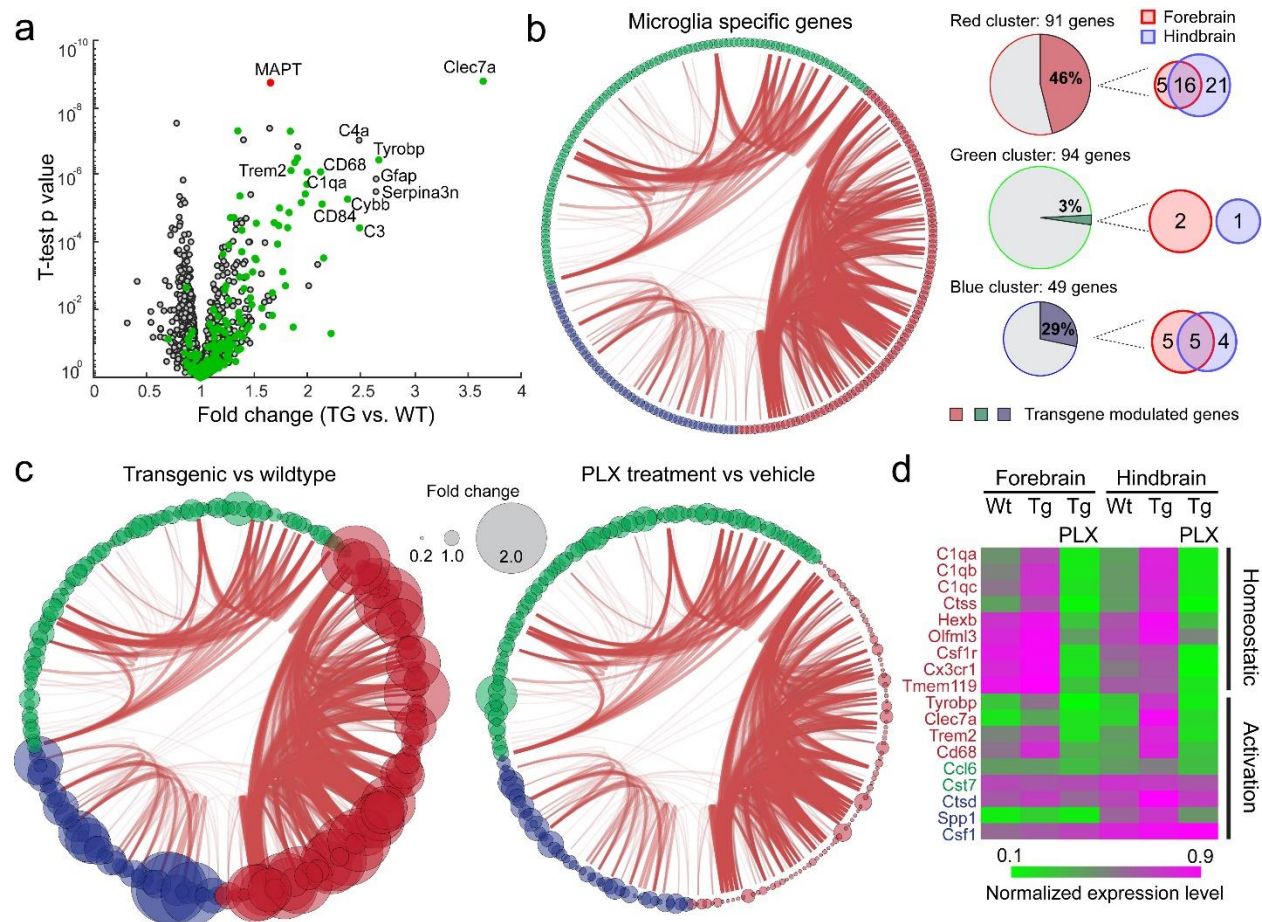 a
10-10
10-8
10-6
10-4
10-2
100
T-test p value
MAPT
Clec7a
C4a
Tyrobp
Trem2
CD68
Gfap
C1qa
Serpina3n
Cybb
CD84
C3
0
0.5
1.0
1.5
2
2.5
3
3.5
4
Fold change (TG vs. WT)
b
Microglia specific genes
Red cluster: 91 genes
Forebrain
Hindbrain
46%
5
16
21
Green cluster: 94 genes
3%
2
1
Blue cluster: 49 genes
29%
5
5
4
Transgene modulated genes
c
Transgenic vs wildtype
Fold change
0.2
1.0
2.0
PLX treatment vs vehicle
d
Forebrain
Hindbrain
Wt
Tg
Tg
PLX
Wt
Tg
Tg
PLX
C1qa
C1qb
C1qc
Ctss
Hexb
Olfml3
Csf1r
Cx3cr1
Tmem119
Tyrobp
Clec7a
Trem2
Cd68
Ccl6
Cst7
Ctsd
Spp1
Csf1
Homeostatic
Activation
0.1
0.9
Normalized expression level